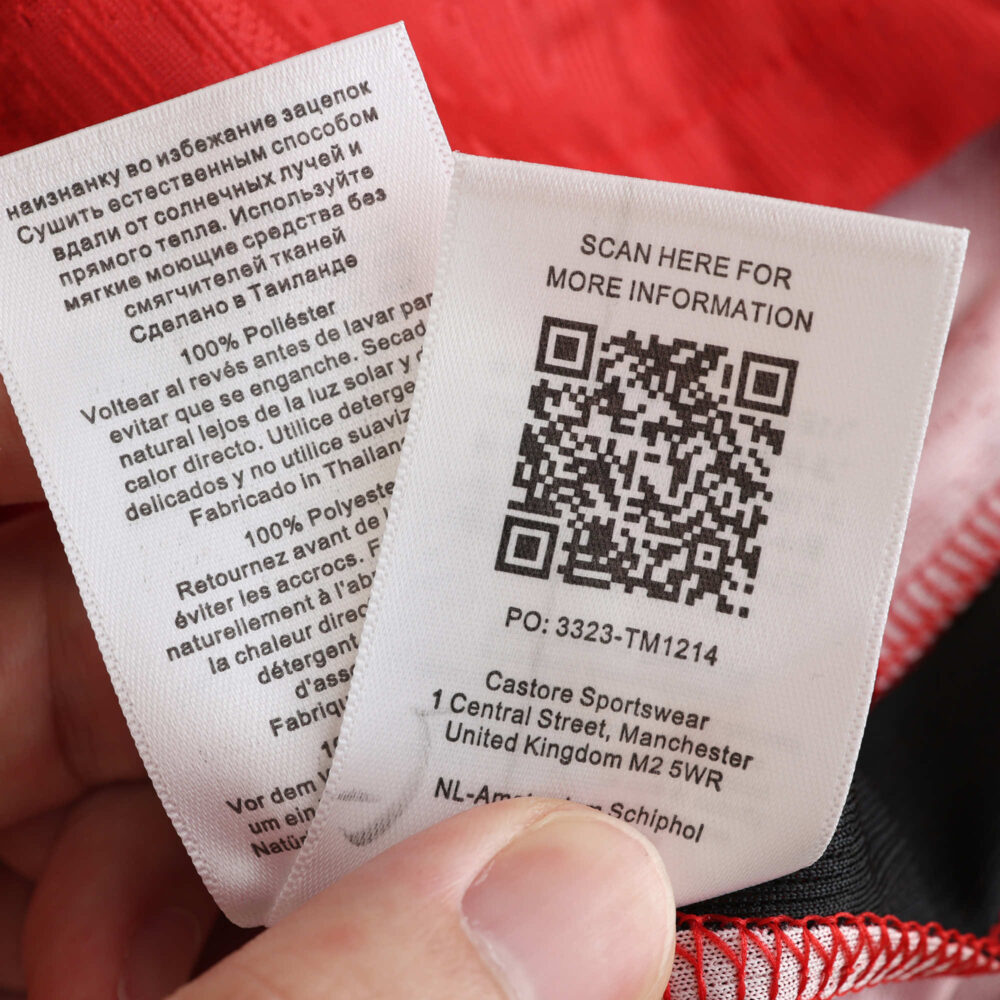 наизнанку во избежание зацепок
Сушить естественным способом
вдали от солнечных лучей и
прямого тепла. Используйте
мягкие моющие средства без
смягчителей тканей
Сделано в Таиланде
100% Poliéster
Voltear al revés antes de lavar par
evitar que se enganche. Secad
natural lejos de la luz solar y
calor directo. Utilice deterge
delicados y no utilice suaviz
Fabricado in Thailand
100% Polyeste
Retournez avant de
éviter les accrocs.
naturellement à l'abr
la chaleur direc
détergent
d'asso
Fabriqu
Vor dem
um ein
Natür
SCAN HERE FOR
MORE INFORMATION
PO: 3323-TM1214
Castore Sportswear
1 Central Street, Manchester
United Kingdom M2 5WR
Schiphol